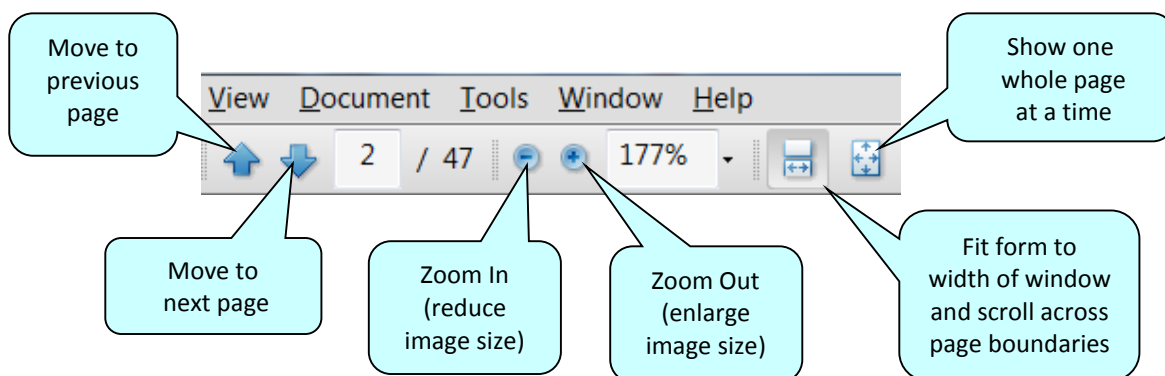 Move to
previous
page
Show one
whole page
at a time
View Document Tools Window Help
2 / 47 177%
Move to
next page
Zoom In
(reduce
image size)
Zoom Out
(enlarge
image size)
Fit form to
width of window
and scroll across
page boundaries